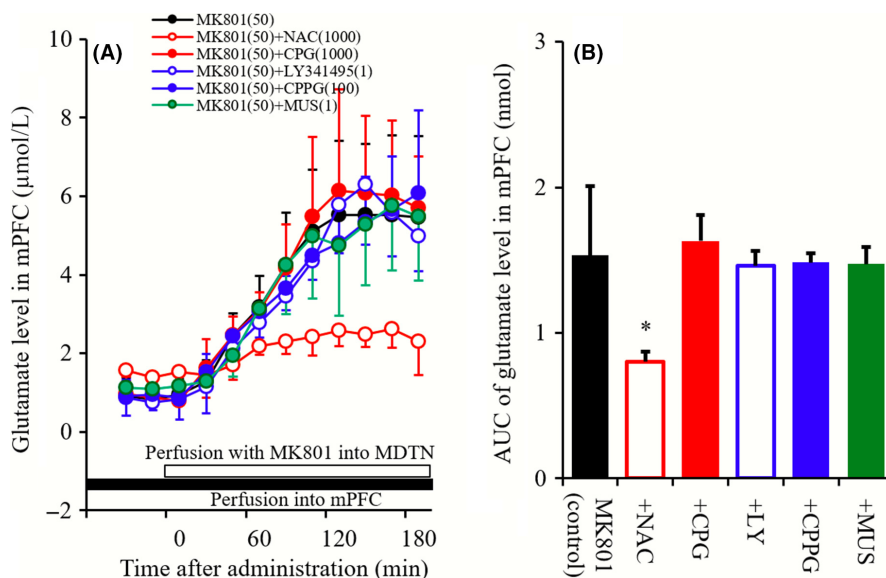 (A)
MK801(50)
MK801(50)+NAC(1000)
MK801(50)+CPG(1000)
MK801(50)+LY341495(1)
MK801(50)+CPPG(100)
MK801(50)+MUS(1)
Glutamate level in mPFC (µmol/L)
10
8
6
4
2
0
−2
Perfusion with MK801 into MDTN
Perfusion into mPFC
0 60 120 180
Time after administration (min)
(B)
AUC of glutamate level in mPFC (nmol)
3
2
1
0
*
MK801
(control)
+NAC
+CPG
+LY
+CPPG
+MUS